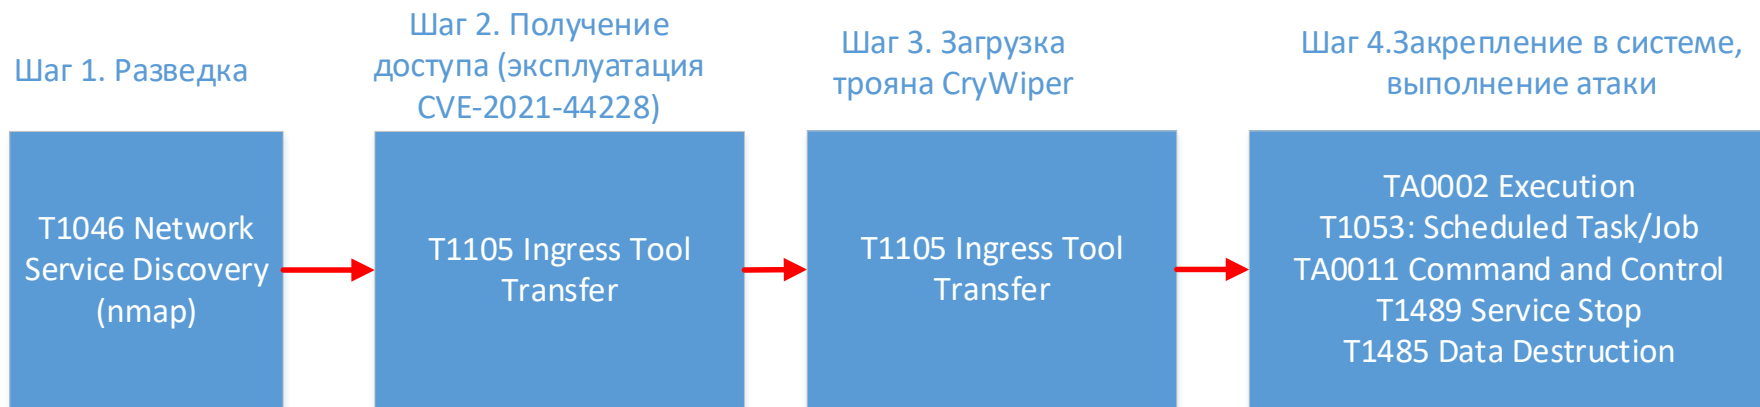 Шаг 1. Разведка
Шаг 2. Получение
доступа (эксплуатация
CVE-2021-44228)
Шаг 3. Загрузка
трояна CryWiper
Шаг 4.Закрепление в системе,
выполнение атаки
T1046 Network
Service Discovery
(nmap)
T1105 Ingress Tool
Transfer
T1105 Ingress Tool
Transfer
TA0002 Execution
T1053: Scheduled Task/Job
TA0011 Command and Control
T1489 Service Stop
T1485 Data Destruction